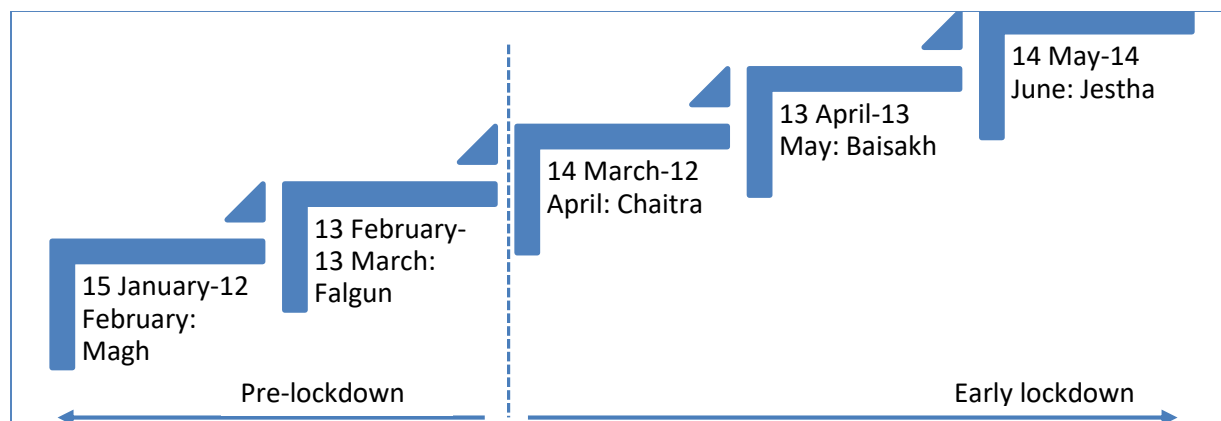 15 January-12
February:
Magh
13 February-
13 March:
Falgun
14 March-12
April: Chaitra
13 April-13
May: Baisakh
14 May-14
June: Jestha
Pre-lockdown
Early lockdown